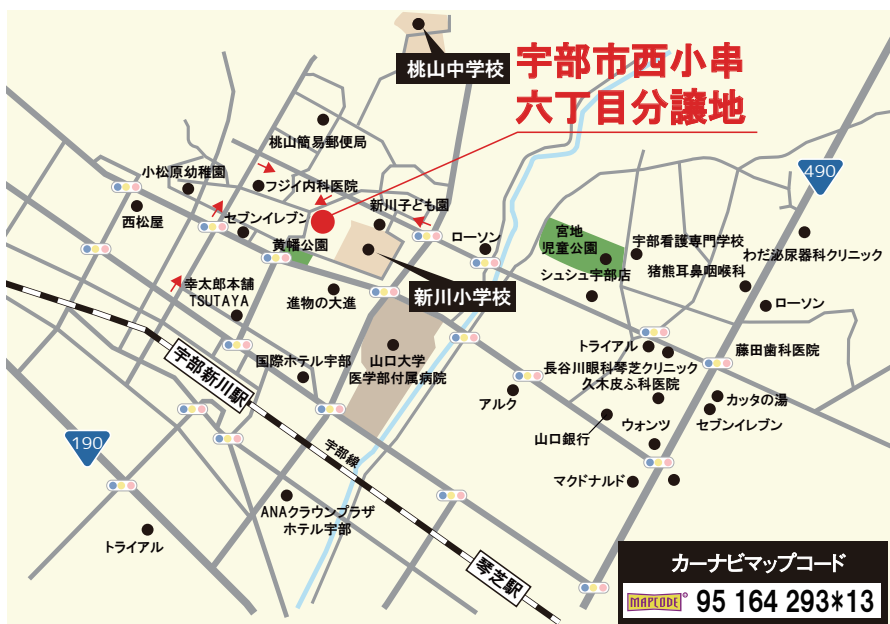 宇部市西小串
六丁目分譲地
桃山中学校
490
桃山簡易郵便局
小松原幼稚園
フジイ内科医院
西松屋
セブンイレブン
新川子ども園
黄幡公園
ローソン
宮地
児童公園
宇部看護専門学校
わだ泌尿器科クリニック
シュシュ宇部店
猪熊耳鼻咽喉科
幸太郎本舗
TSUTAYA
進物の大進
新川小学校
ローソン
宇部新川駅
国際ホテル宇部
山口大学
医学部付属病院
トライアル
藤田歯科医院
長谷川眼科琴芝クリニック
久木皮ふ科医院
アルク
カッタの湯
セブンイレブン
山口銀行
ウォンツ
190
宇部線
マクドナルド
ANAクラウンプラザ
ホテル宇部
トライアル
琴芝駅
カーナビマップコード
MAPCODE® 95 164 293*13